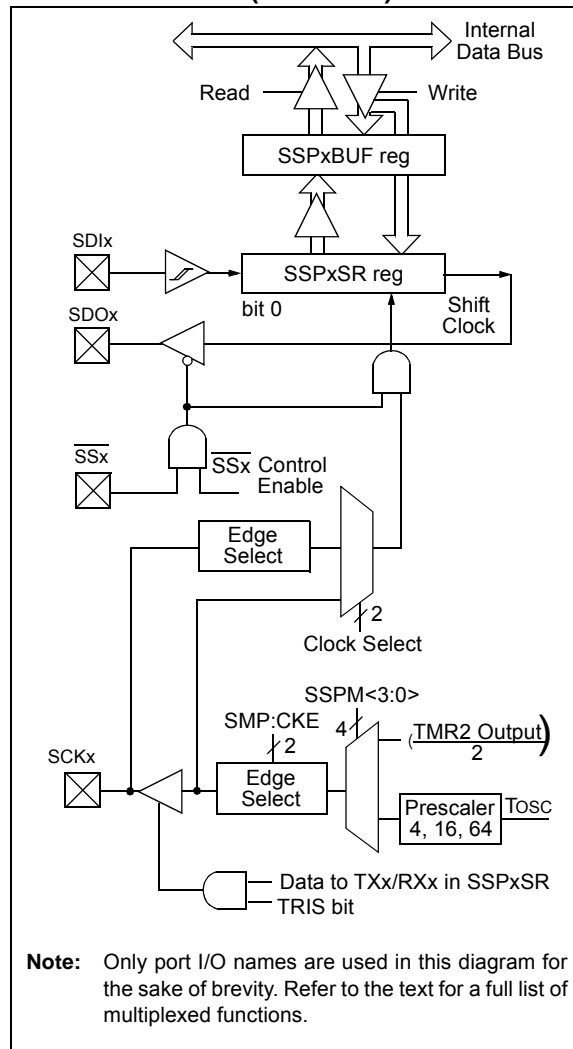 Internal
Data Bus
Read
Write
SSPxBUF reg
SDIx
SSPxSR reg
bit 0
Shift
Clock
SDOx
SSx
SSx Control
Enable
Edge
Select
2
Clock Select
SSPM<3:0>
SMP:CKE
4
2
(TMR2 Output)
2
SCKx
Edge
Select
Prescaler
4, 16, 64
TOSC
Data to TXx/RXx in SSPxSR
TRIS bit
Note: Only port I/O names are used in this diagram for
the sake of brevity. Refer to the text for a full list of
multiplexed functions.